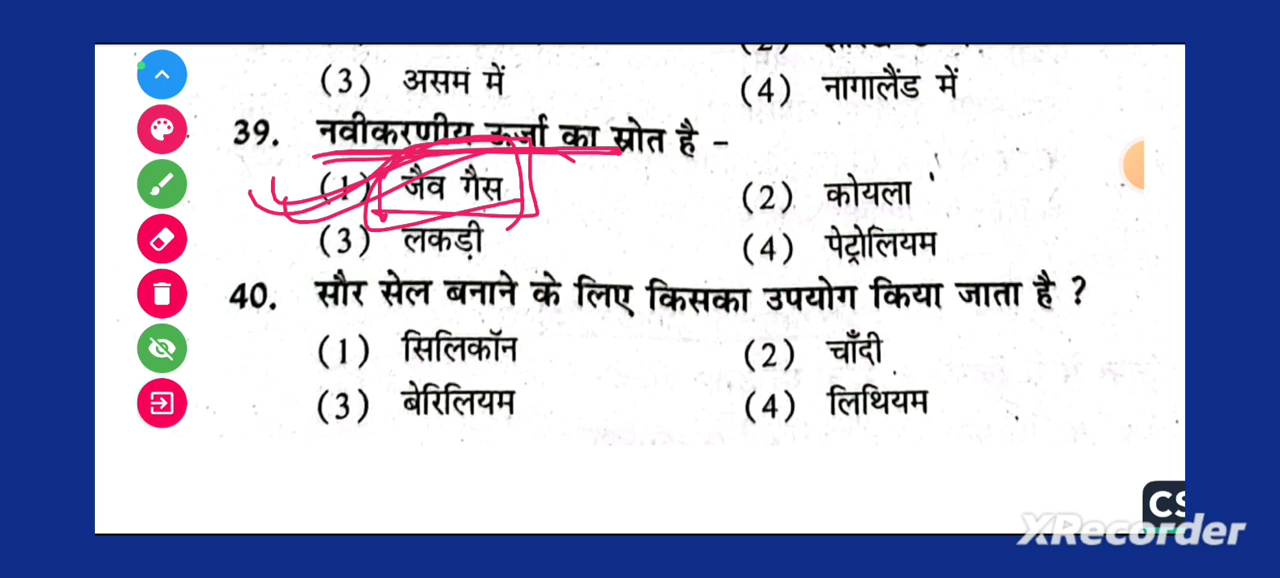 (3) असम में (4) नागालैंड में
39. नवीकरणीय ऊर्जा का स्रोत है –
(1) जैव गैस (2) कोयला
(3) लकड़ी (4) पेट्रोलियम
40. सौर सेल बनाने के लिए किसका उपयोग किया जाता है ?
(1) सिलिकॉन (2) चाँदी
(3) बेरिलियम (4) लिथियम
CS
XRecorder